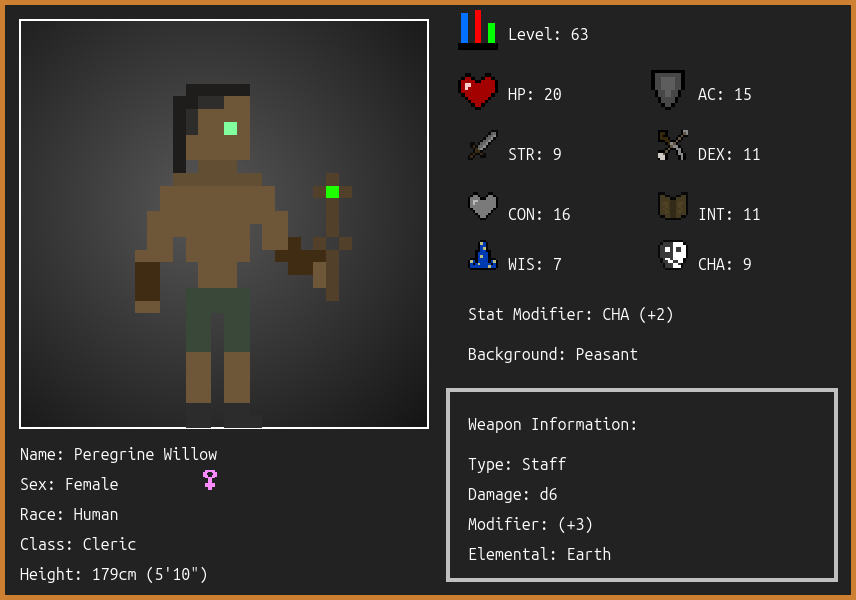 Level: 63
HP: 20
AC: 15
STR: 9
DEX: 11
CON: 16
INT: 11
WIS: 7
CHA: 9
Stat Modifier: CHA (+2)
Background: Peasant
Name: Peregrine Willow
Sex: Female
Race: Human
Class: Cleric
Height: 179cm (5'10")
Weapon Information:
Type: Staff
Damage: d6
Modifier: (+3)
Elemental: Earth